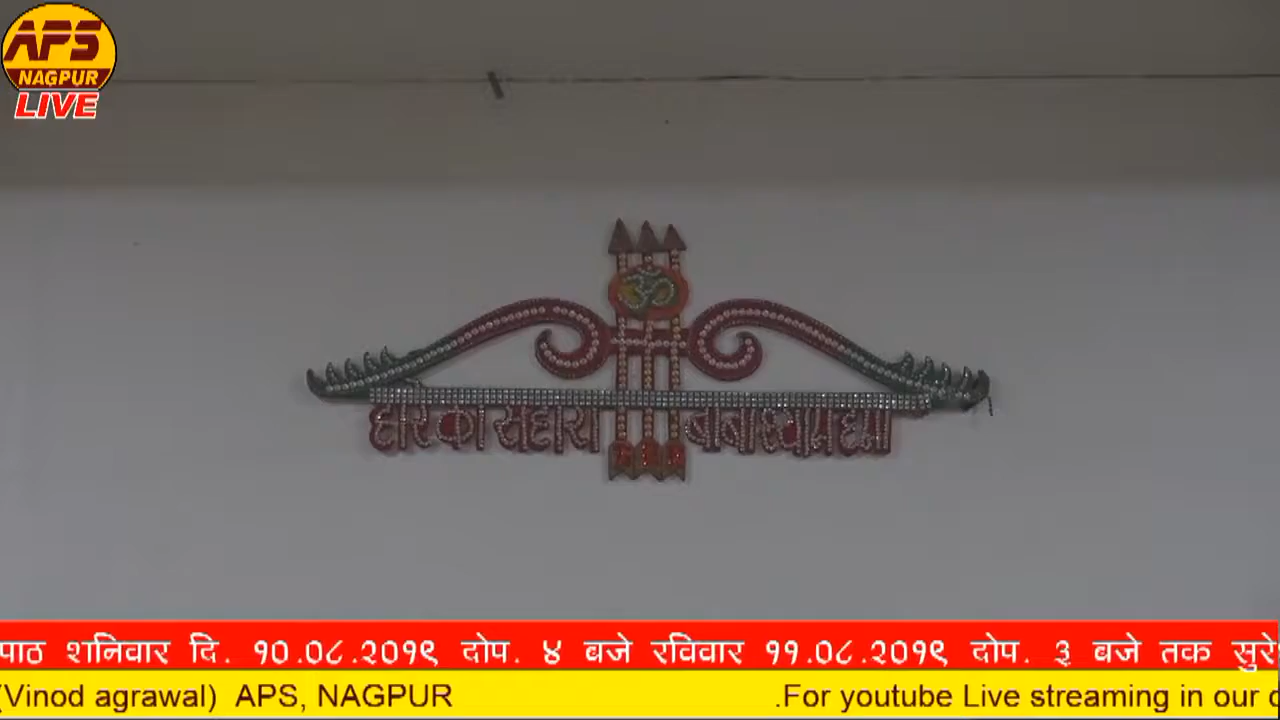 APS
NAGPUR
LIVE
ॐ
हारे का सहारा बाबा श्याम हमारा
पाठ शनिवार दि. १०.०८.२०१९ दोप. ४ बजे रविवार ११.०८.२०१९ दोप. ३ बजे तक
(Vinod agrawal) APS, NAGPUR .For youtube Live streaming in our